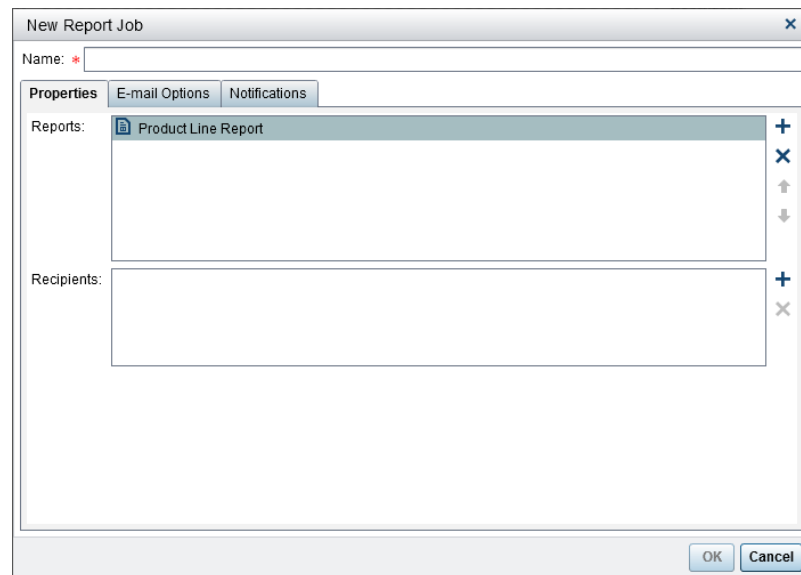 New Report Job
Name: *
Properties E-mail Options Notifications
Reports: Product Line Report
Recipients:
OK Cancel